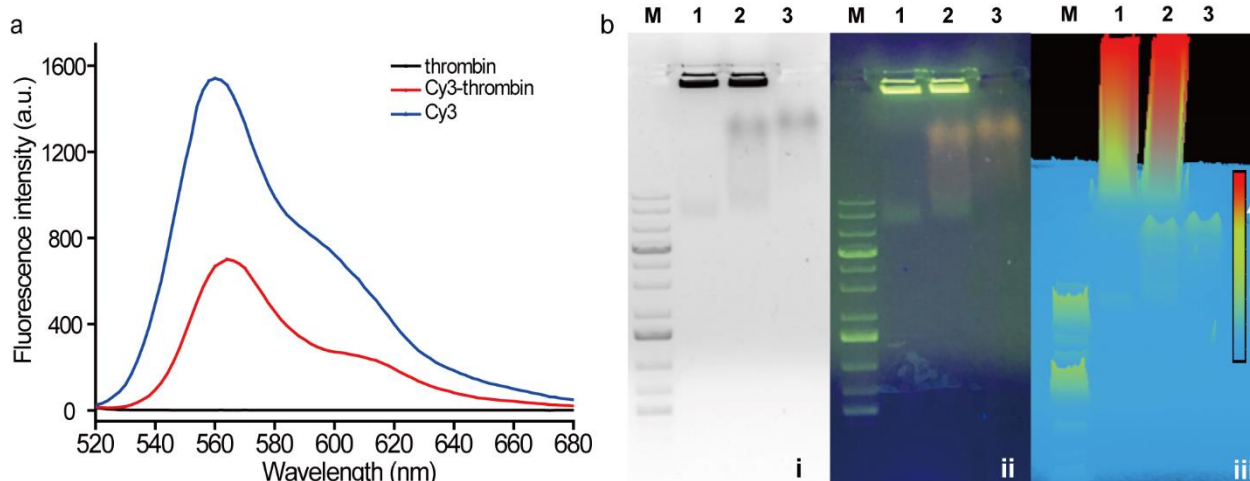 a
Fluorescence intensity (a.u.)
1600
1200
800
400
0
520 540 560 580 600 620 640 660 680
Wavelength (nm)
thrombin
Cy3-thrombin
Cy3
b
M 1 2 3
i
M 1 2 3
ii
M 1 2 3
iii